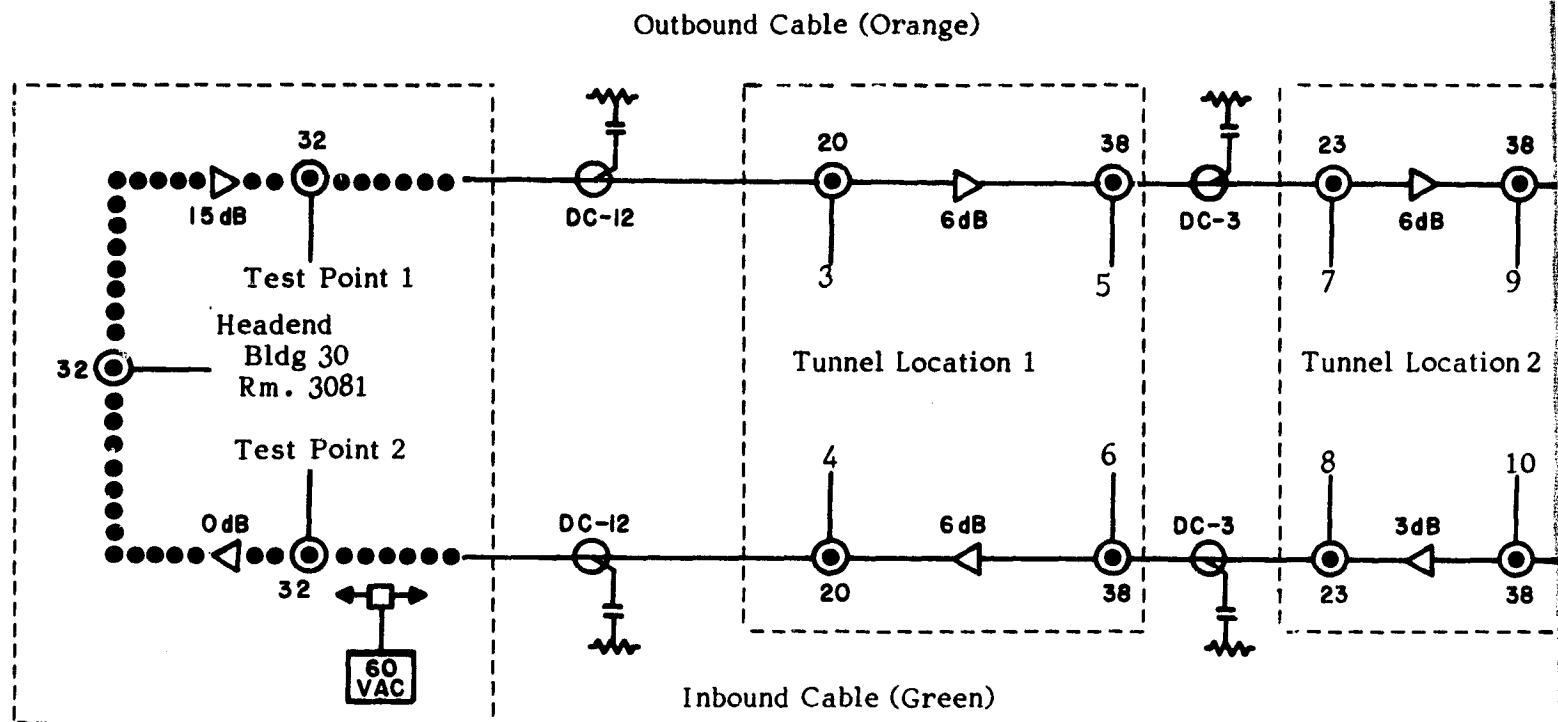 Outbound Cable (Orange)
32
20
38
23
38
15dB
DC-12
6dB
DC-3
6dB
Test Point 1
3
5
7
9
Headend
Bldg 30
Rm. 3081
32
Tunnel Location 1
Tunnel Location 2
Test Point 2
4
6
8
10
0dB
DC-12
6dB
DC-3
3dB
32
20
38
23
38
60
VAC
Inbound Cable (Green)